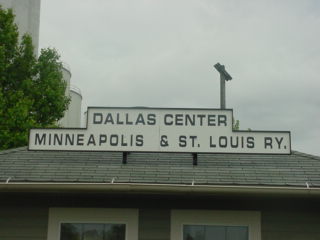 DALLAS CENTER
MINNEAPOLIS & ST. LOUIS RY.